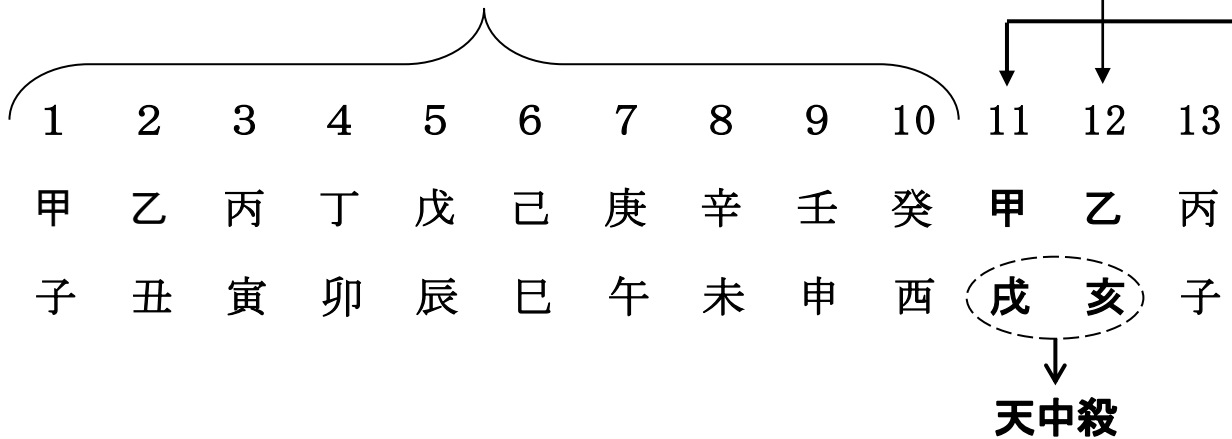 1 2 3 4 5 6 7 8 9 10 11 12 13
甲 乙 丙 丁 戊 己 庚 辛 壬 癸 甲 乙 丙
子 丑 寅 卯 辰 巳 午 未 申 酉 戌 亥 子
天中殺